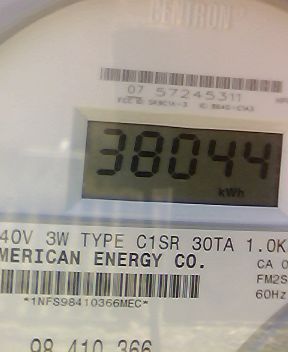 CENTRON
07 57245311
38044
kWh
40V 3W TYPE C1SR 30TA 1.0K
MERICAN ENERGY CO.
CA 0
FM2S
60Hz
*1NFS98410366MEC*
98 410 366